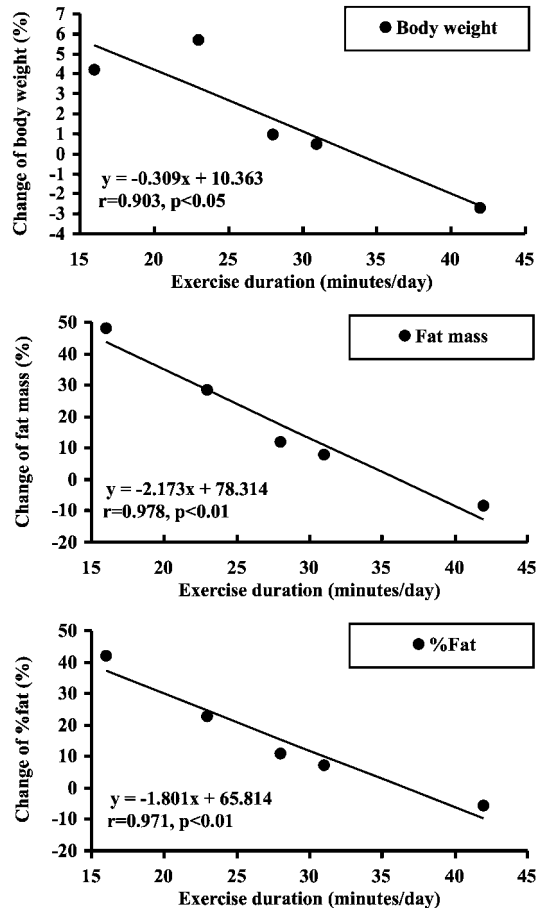 7
6
5
4
3
2
1
0
-1
-2
-3
-4
Change of body weight (%)
Body weight
y = -0.309x + 10.363
r=0.903, p<0.05
15 20 25 30 35 40 45
Exercise duration (minutes/day)
50
40
30
20
10
0
-10
-20
Change of fat mass (%)
Fat mass
y = -2.173x + 78.314
r=0.978, p<0.01
15 20 25 30 35 40 45
Exercise duration (minutes/day)
50
40
30
20
10
0
-10
-20
Change of %fat (%)
%Fat
y = -1.801x + 65.814
r=0.971, p<0.01
15 20 25 30 35 40 45
Exercise duration (minutes/day)